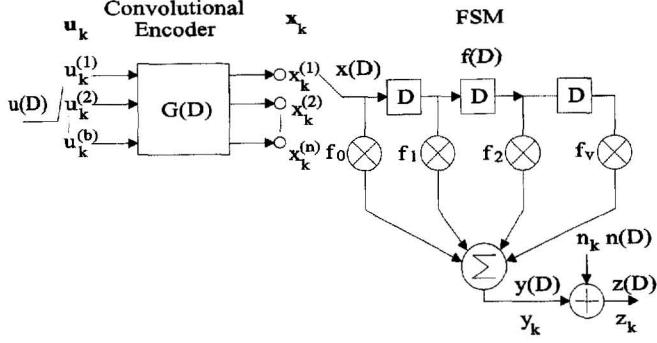 Convolutional Encoder
FSM
u_k
x_k
u(D)
u_k^(1)
u_k^(2)
u_k^(b)
G(D)
x_k^(1)
x_k^(2)
x_k^(n)
x(D)
f(D)
D
D
D
f_0
f_1
f_2
f_v
Σ
n_k n(D)
y(D)
y_k
z(D)
z_k